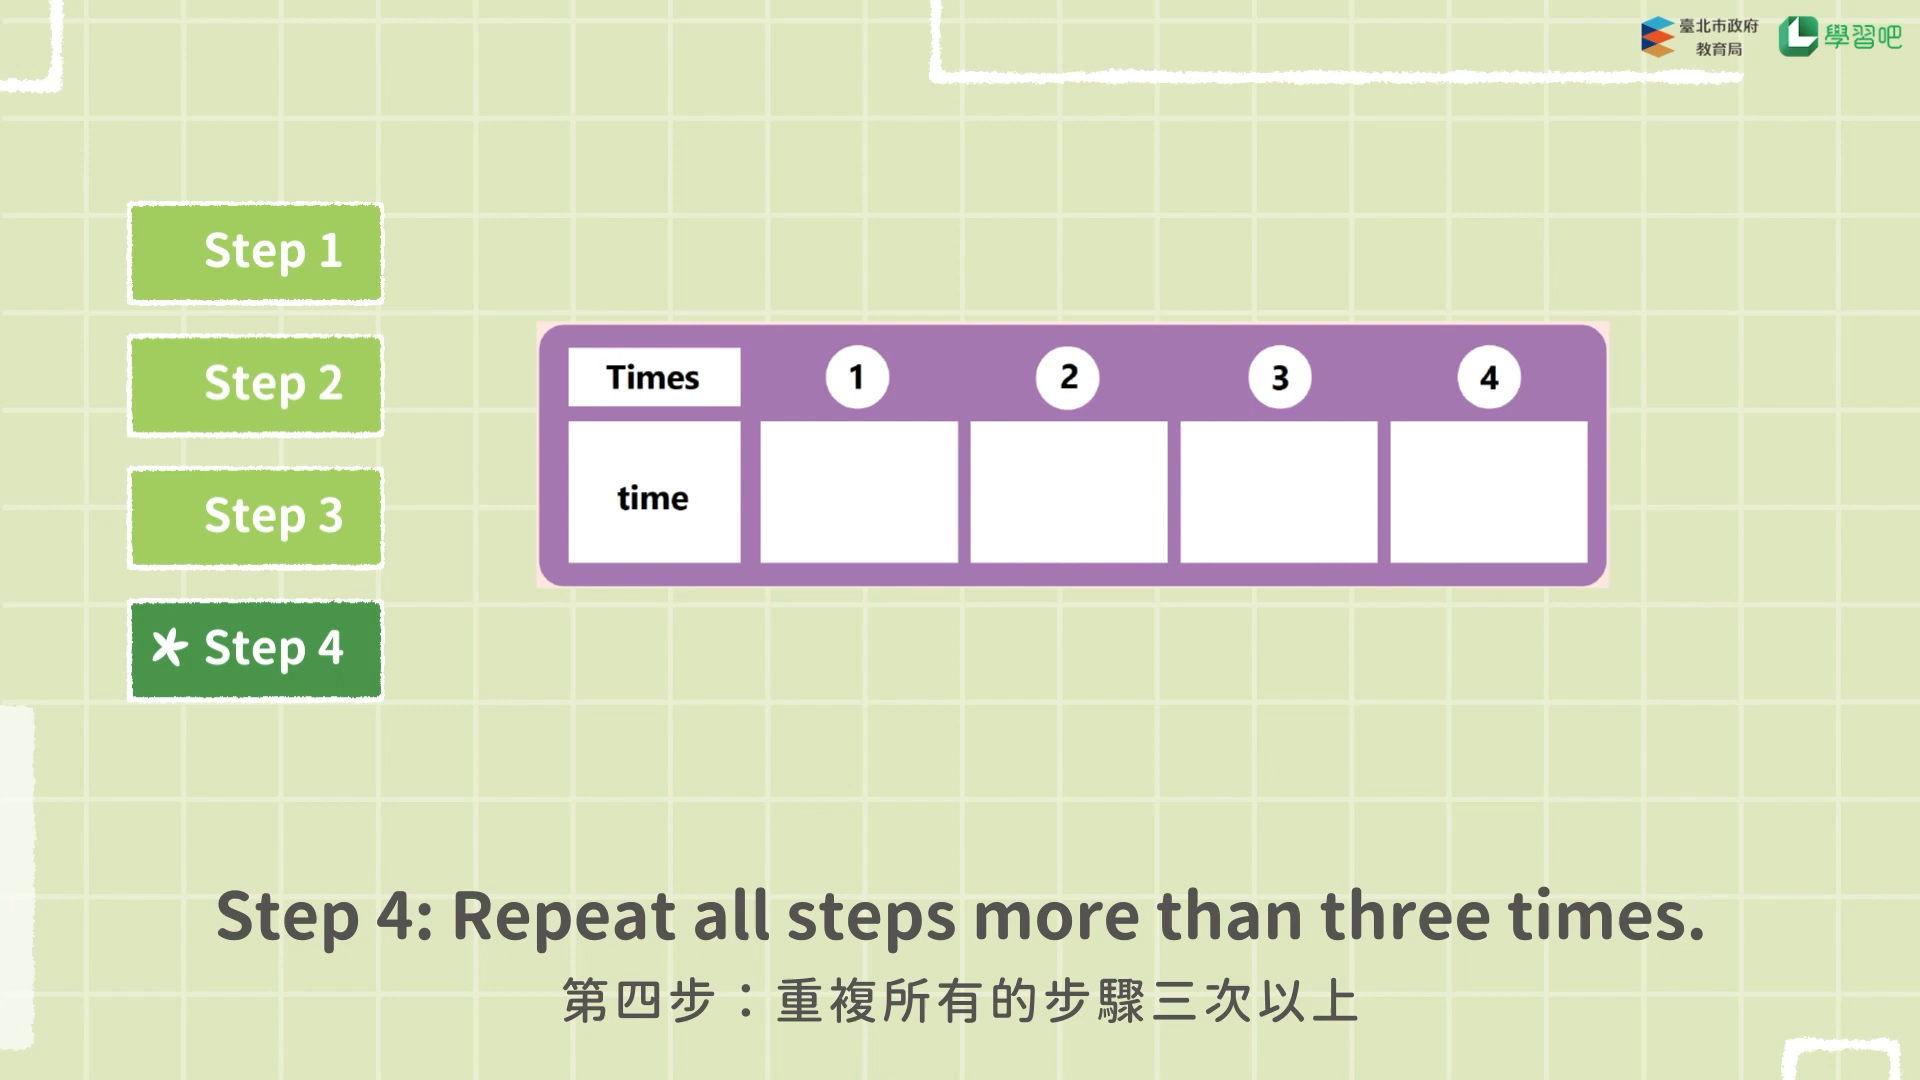 臺北市政府
教育局
學習吧
Step 1
Step 2
Step 3
Step 4
Times 1 2 3 4
time
Step 4: Repeat all steps more than three times.
第四步：重複所有的步驟三次以上